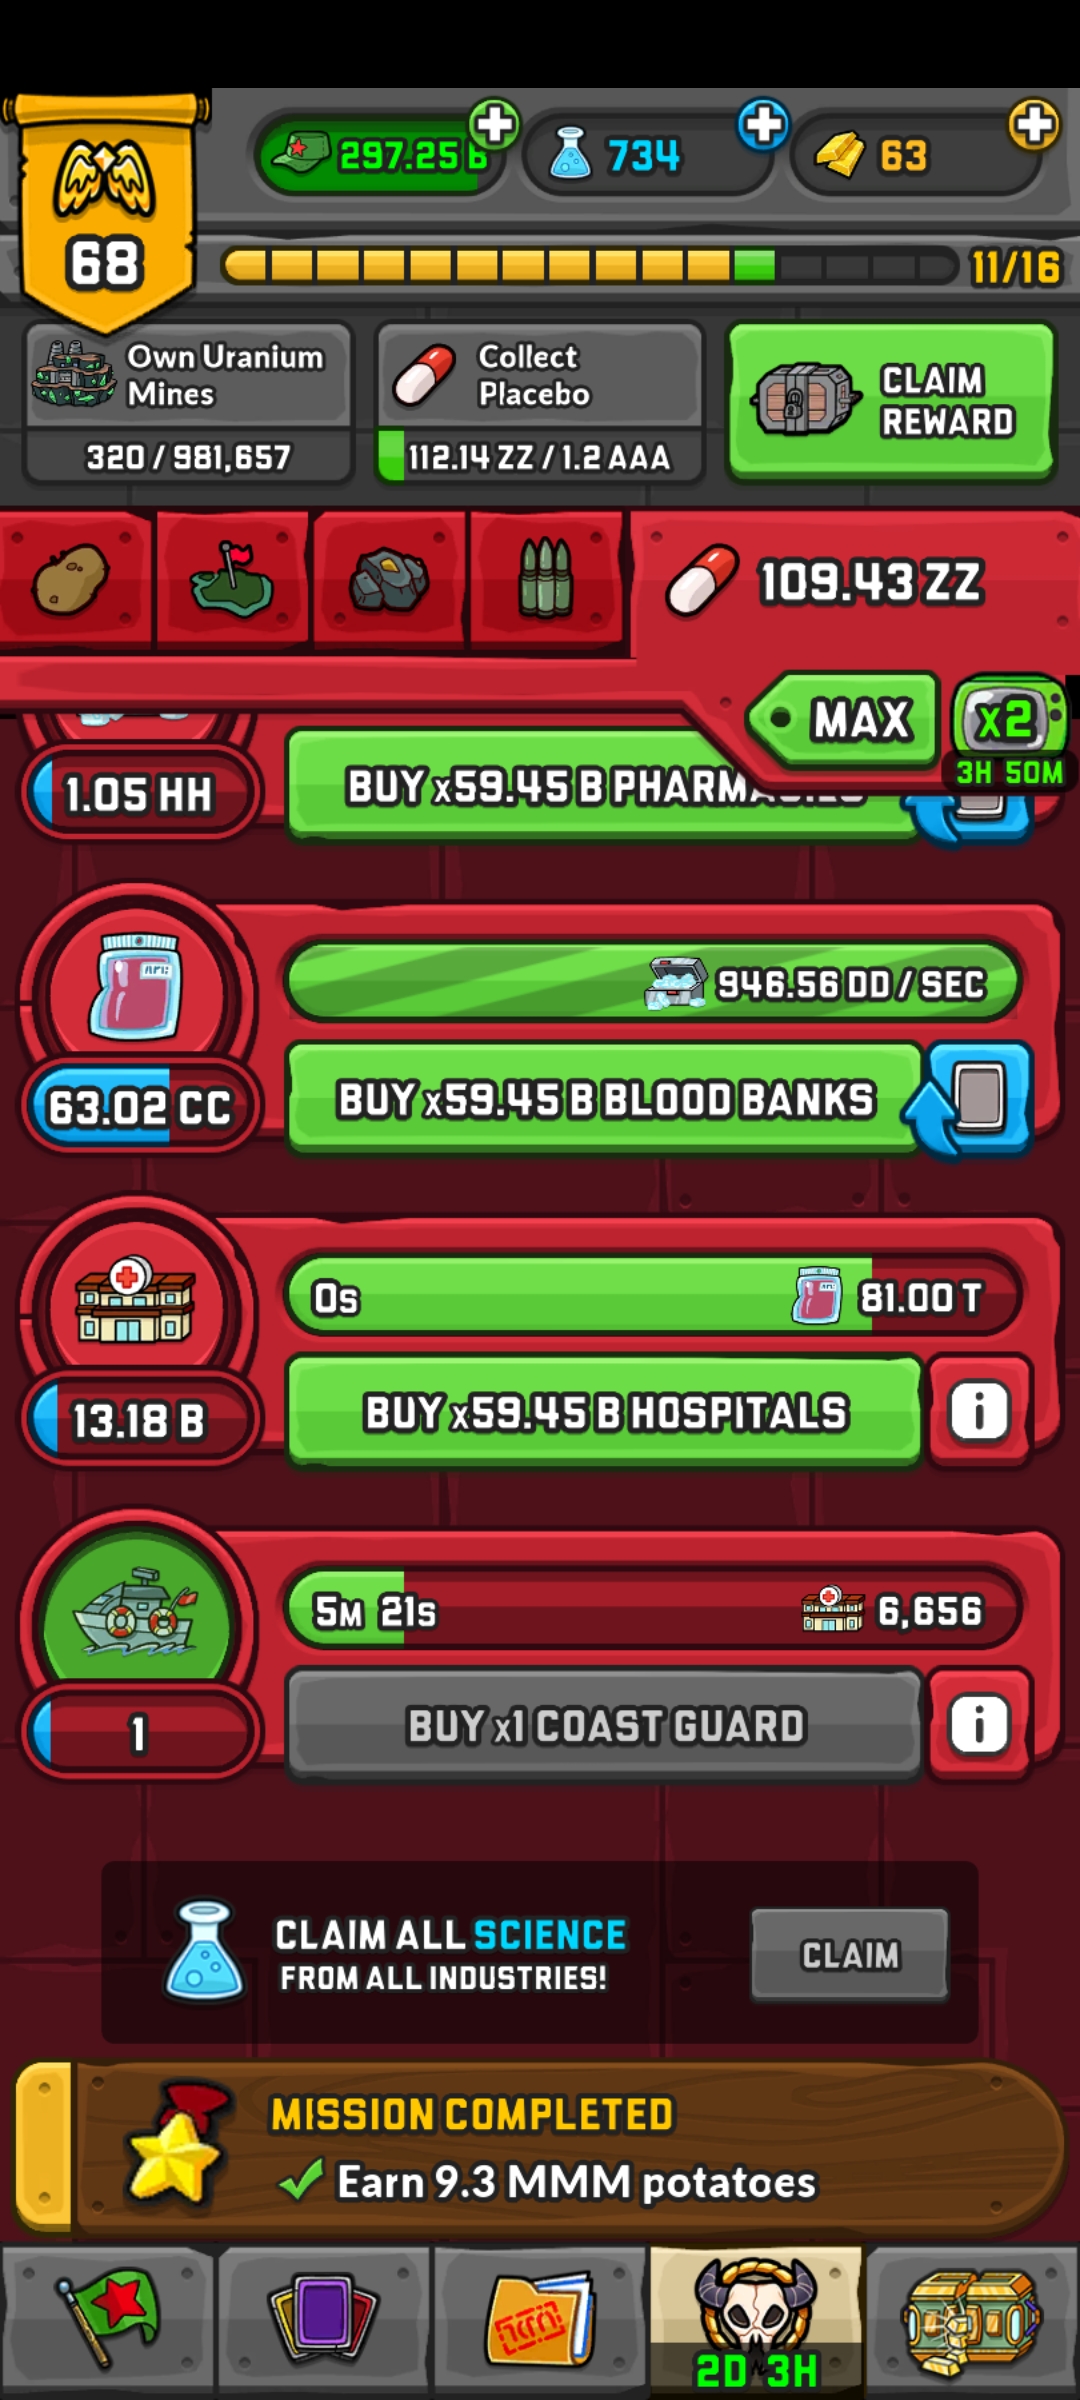 297.25 B
734
63
68
11/16
Own Uranium
Mines
320 / 981,657
Collect
Placebo
112.14 ZZ / 1.2 AAA
CLAIM
REWARD
109.43 ZZ
MAX
x2
3H 50M
1.05 HH
BUY x59.45 B PHARMACIES
946.56 DD / SEC
63.02 CC
BUY x59.45 B BLOOD BANKS
0s
81.00 T
13.18 B
BUY x59.45 B HOSPITALS
i
5M 21s
6,656
1
BUY x1 COAST GUARD
i
CLAIM ALL SCIENCE
FROM ALL INDUSTRIES!
CLAIM
MISSION COMPLETED
Earn 9.3 MMM potatoes
2D 3H